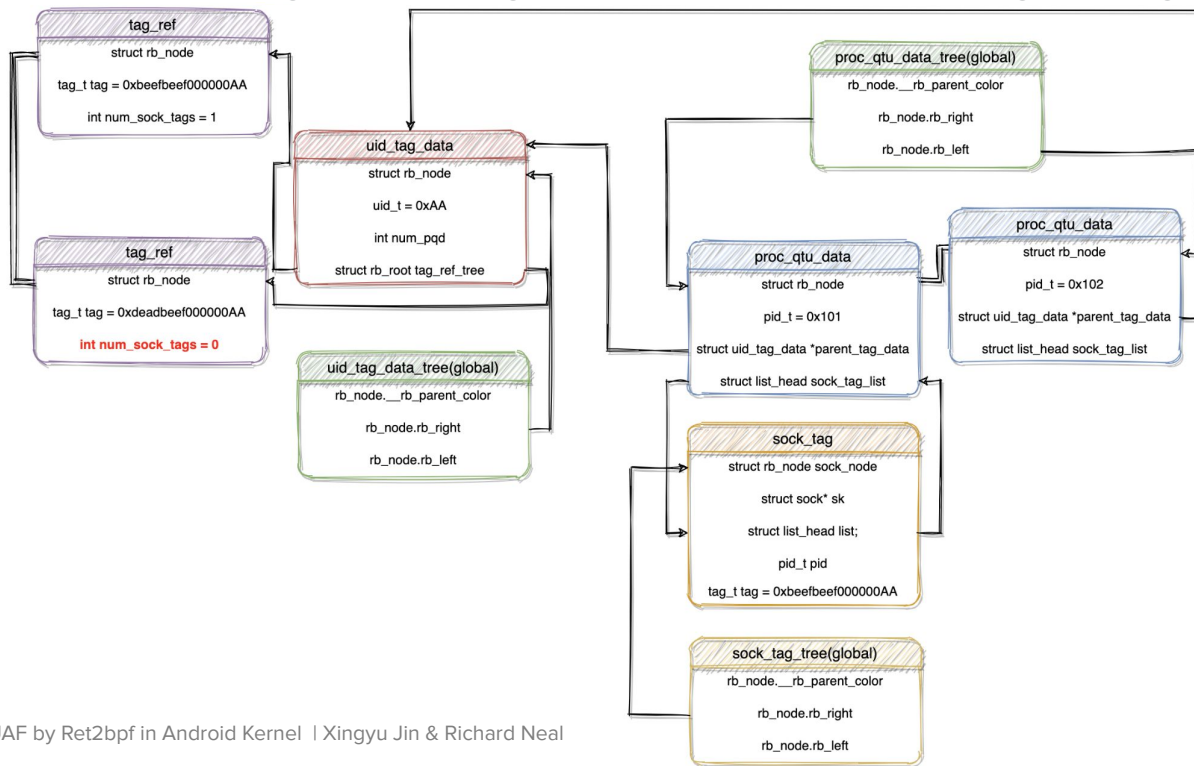 tag_ref
struct rb_node
tag_t tag = 0xbeefbeef000000AA
int num_sock_tags = 1
tag_ref
struct rb_node
tag_t tag = 0xdeadbeef000000AA
int num_sock_tags = 0
uid_tag_data
struct rb_node
uid_t = 0xAA
int num_pqd
struct rb_root tag_ref_tree
uid_tag_data_tree(global)
rb_node.__rb_parent_color
rb_node.rb_right
rb_node.rb_left
proc_qtu_data_tree(global)
rb_node.__rb_parent_color
rb_node.rb_right
rb_node.rb_left
proc_qtu_data
struct rb_node
pid_t = 0x101
struct uid_tag_data *parent_tag_data
struct list_head sock_tag_list
proc_qtu_data
struct rb_node
pid_t = 0x102
struct uid_tag_data *parent_tag_data
struct list_head sock_tag_list
sock_tag
struct rb_node sock_node
struct sock* sk
struct list_head list;
pid_t pid
tag_t tag = 0xbeefbeef000000AA
sock_tag_tree(global)
rb_node.__rb_parent_color
rb_node.rb_right
rb_node.rb_left
UAF by Ret2bpf in Android Kernel | Xingyu Jin & Richard Neal